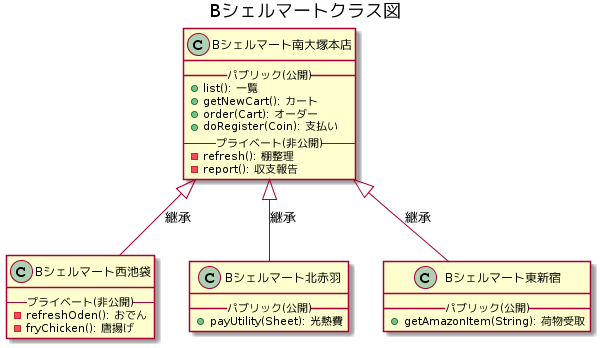 Bシェルマートクラス図
C Bシェルマート南大塚本店
パブリック(公開)
list(): 一覧
getNewCart(): カート
order(Cart): オーダー
doRegister(Coin): 支払い
プライベート(非公開)
refresh(): 棚整理
report(): 収支報告
継承 継承 継承
C Bシェルマート西池袋
プライベート(非公開)
refreshOden(): おでん
fryChicken(): 唐揚げ
C Bシェルマート北赤羽
パブリック(公開)
payUtility(Sheet): 光熱費
C Bシェルマート東新宿
パブリック(公開)
getAmazonItem(String): 荷物受取